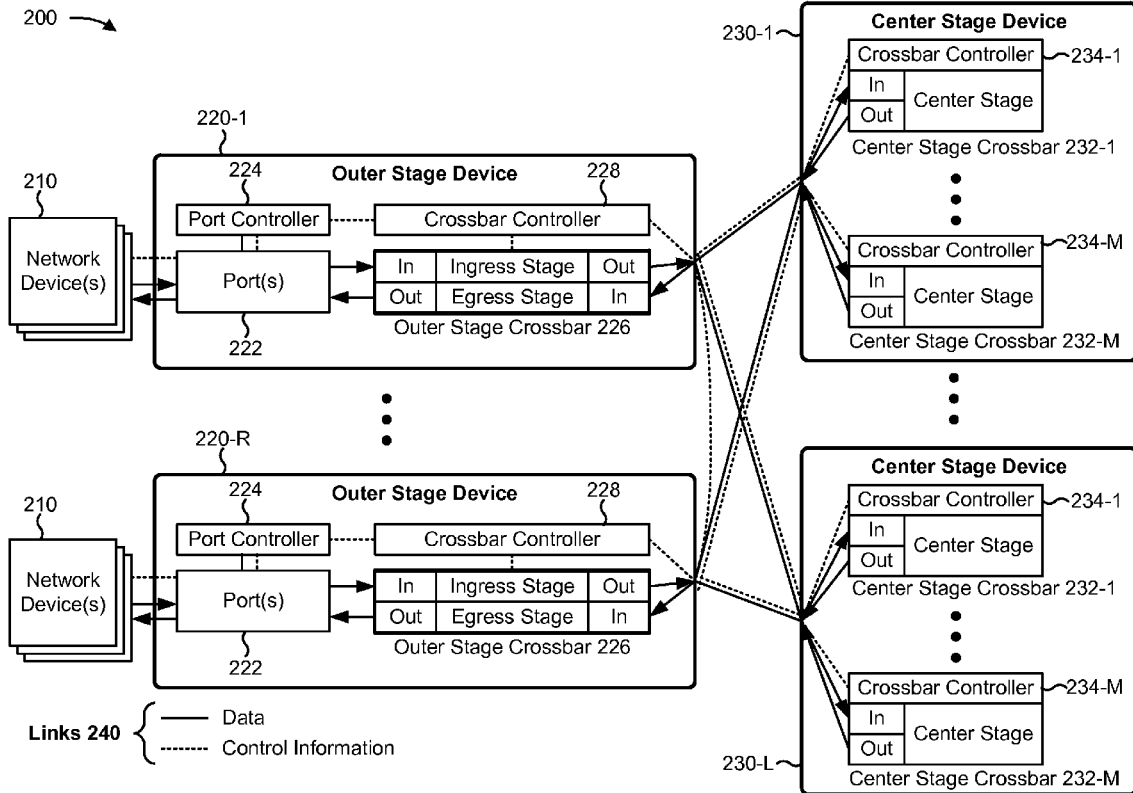 200
220-1
210
Network
Device(s)
Outer Stage Device
224
228
Port Controller
Crossbar Controller
Port(s)
In
Ingress Stage
Out
Out
Egress Stage
In
222
Outer Stage Crossbar 226
220-R
210
Network
Device(s)
Outer Stage Device
224
228
Port Controller
Crossbar Controller
Port(s)
In
Ingress Stage
Out
Out
Egress Stage
In
222
Outer Stage Crossbar 226
230-1
Center Stage Device
Crossbar Controller
234-1
In
Out
Center Stage
Center Stage Crossbar 232-1
Crossbar Controller
234-M
In
Out
Center Stage
Center Stage Crossbar 232-M
230-L
Center Stage Device
Crossbar Controller
234-1
In
Out
Center Stage
Center Stage Crossbar 232-1
Crossbar Controller
234-M
In
Out
Center Stage
Center Stage Crossbar 232-M
Links 240
Data
Control Information